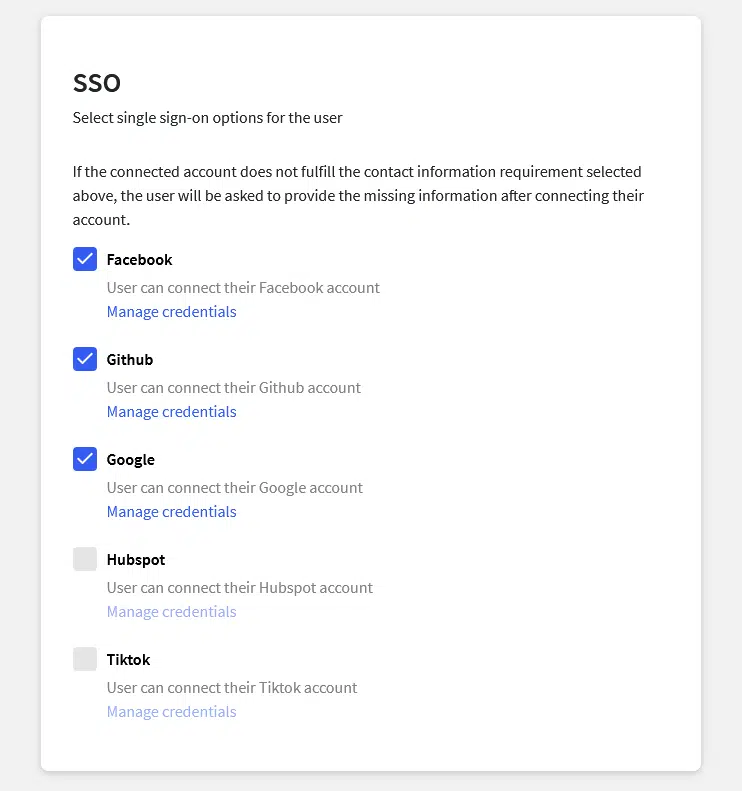 SSO
Select single sign-on options for the user
If the connected account does not fulfill the contact information requirement selected
above, the user will be asked to provide the missing information after connecting their
account.
Facebook
User can connect their Facebook account
Manage credentials
Github
User can connect their Github account
Manage credentials
Google
User can connect their Google account
Manage credentials
Hubspot
User can connect their Hubspot account
Manage credentials
Tiktok
User can connect their Tiktok account
Manage credentials